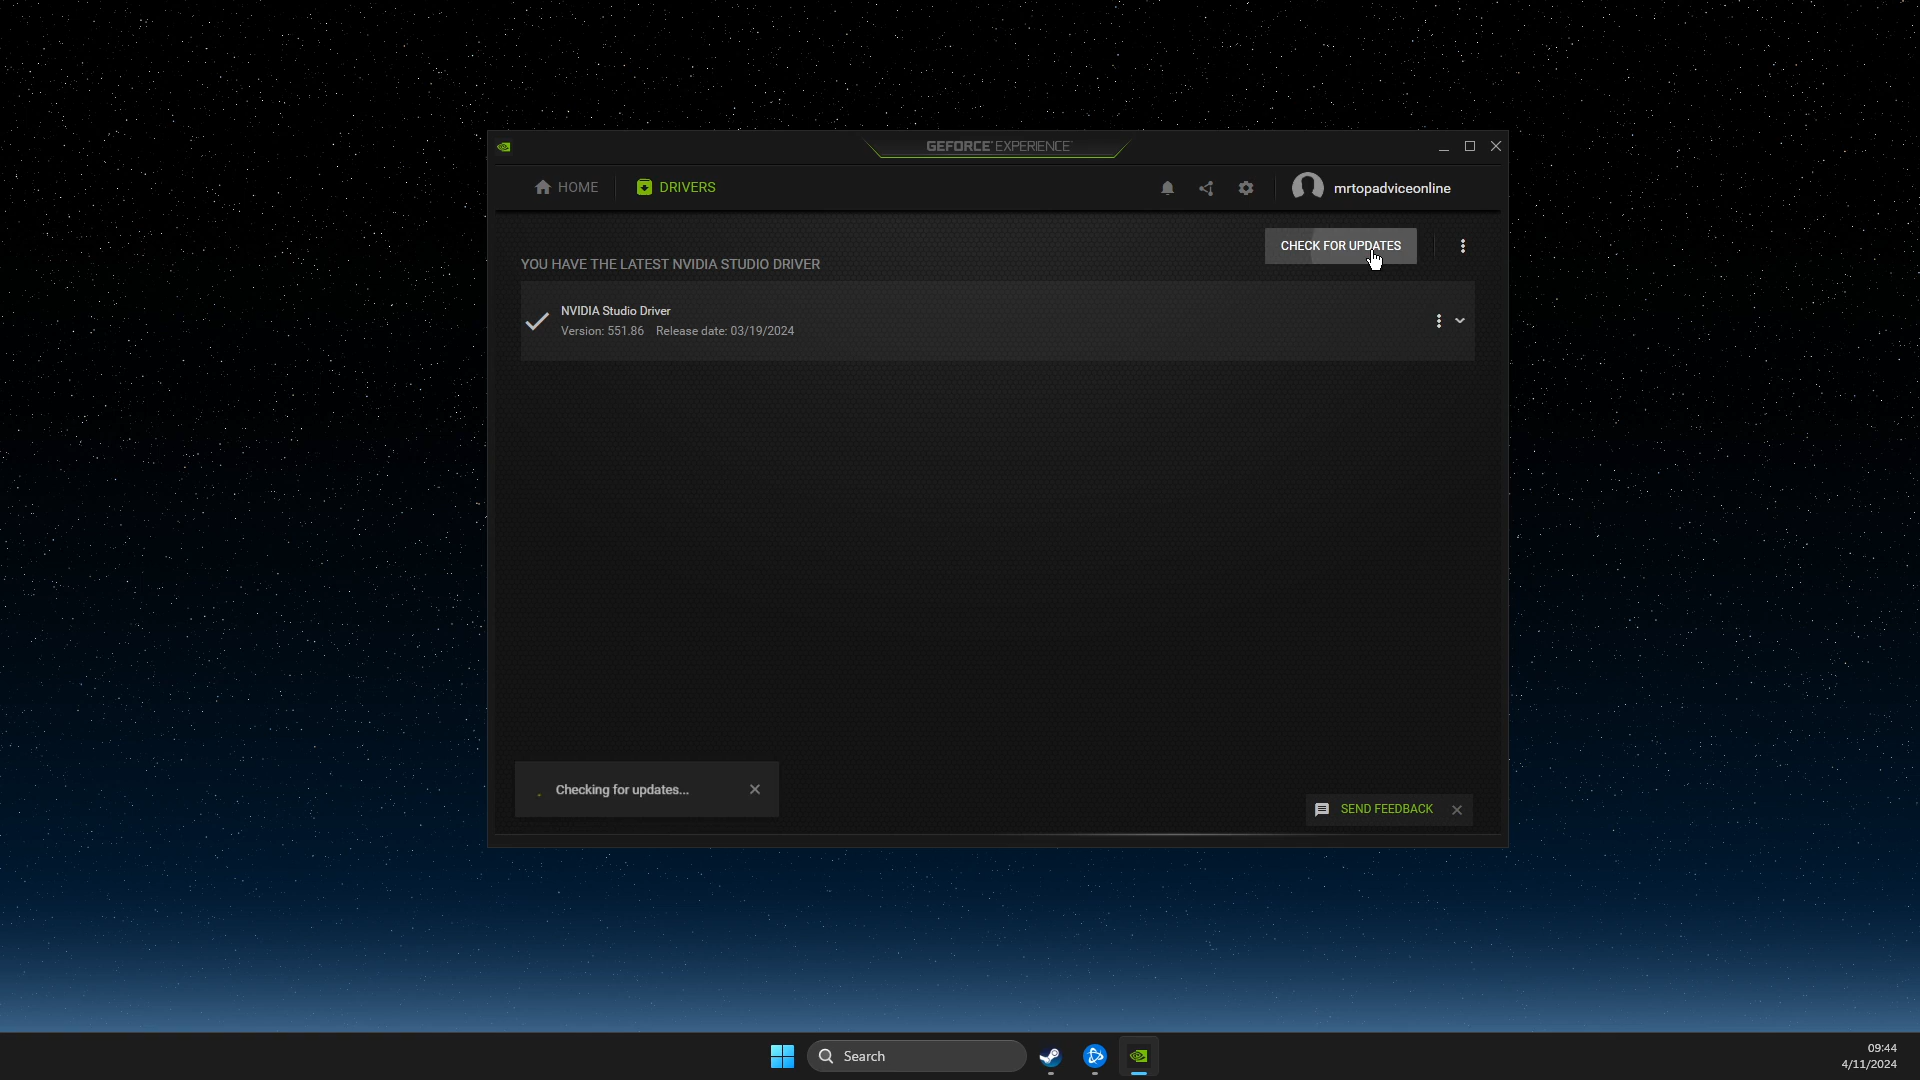 GEFORCE EXPERIENCE
HOME
DRIVERS
mrtopadviceonline
CHECK FOR UPDATES
YOU HAVE THE LATEST NVIDIA STUDIO DRIVER
NVIDIA Studio Driver
Version: 551.86 Release date: 03/19/2024
Checking for updates...
SEND FEEDBACK
Search
09:44
4/11/2024